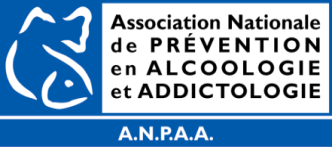 Association Nationale
de PRÉVENTION
en ALCOOLOGIE
et ADDICTOLOGIE
A.N.P.A.A.